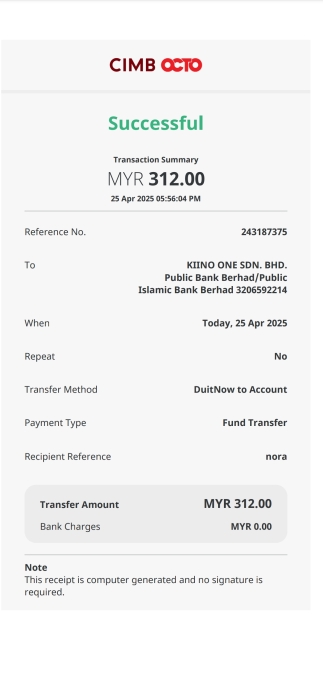 CIMB OCTO
Successful
Transaction Summary
MYR 312.00
25 Apr 2025 05:56:04 PM
Reference No. 243187375
To KIINO ONE SDN. BHD.
Public Bank Berhad/Public
Islamic Bank Berhad 3206592214
When Today, 25 Apr 2025
Repeat No
Transfer Method DuitNow to Account
Payment Type Fund Transfer
Recipient Reference nora
Transfer Amount MYR 312.00
Bank Charges MYR 0.00
Note
This receipt is computer generated and no signature is
required.